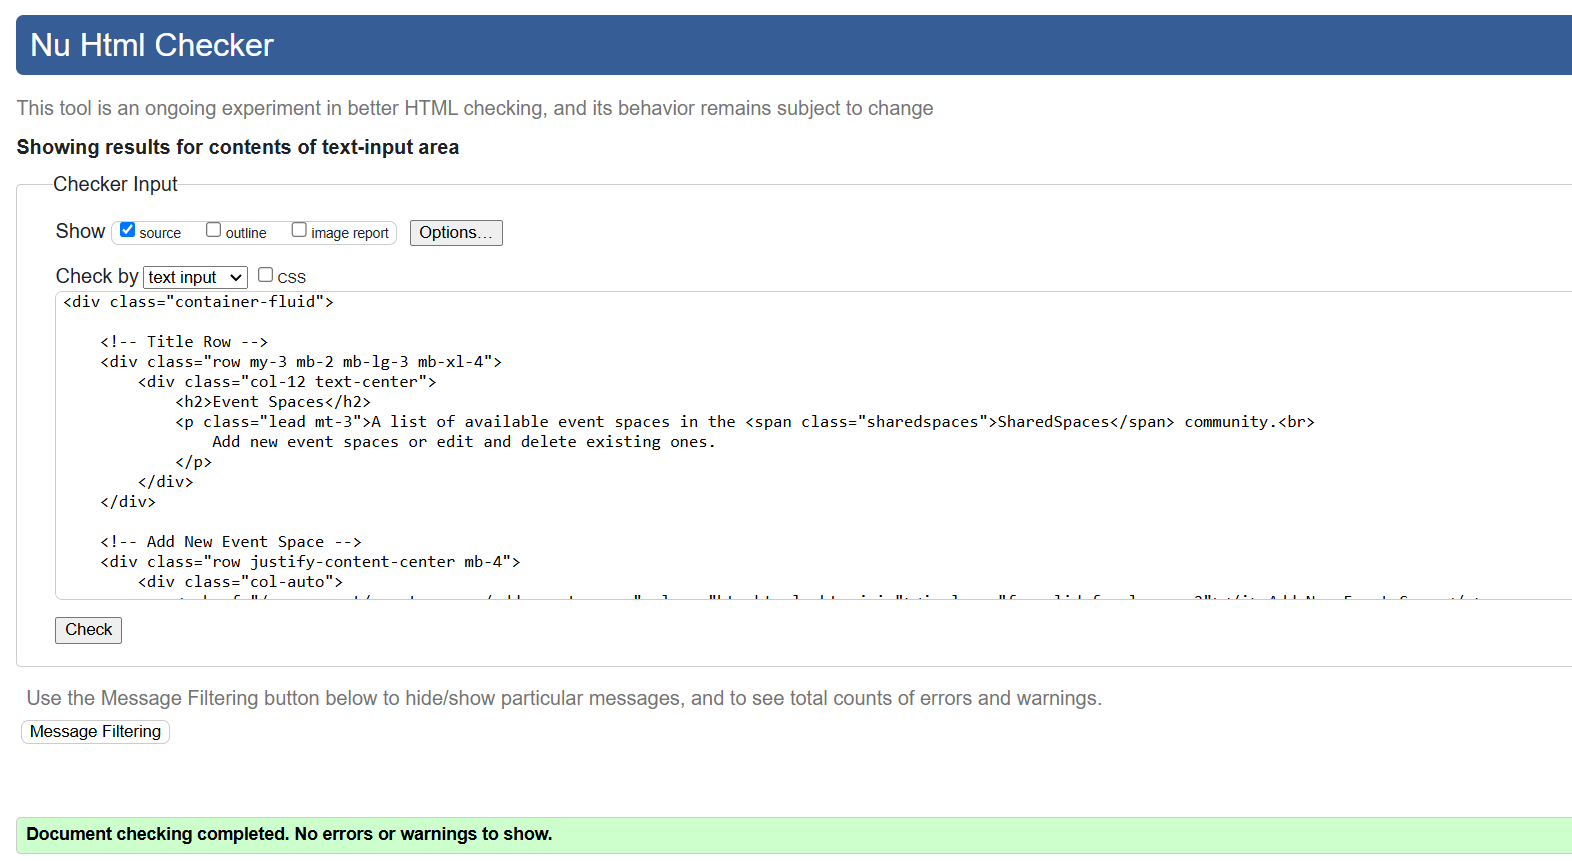 Nu Html Checker
This tool is an ongoing experiment in better HTML checking, and its behavior remains subject to change
Showing results for contents of text-input area
Checker Input
Show source outline image report Options...
Check by text input CSS
<div class="container-fluid">
<!-- Title Row -->
<div class="row my-3 mb-2 mb-lg-3 mb-xl-4">
<div class="col-12 text-center">
<h2>Event Spaces</h2>
<p class="lead mt-3">A list of available event spaces in the <span class="sharedspaces">SharedSpaces</span> community.<br>
Add new event spaces or edit and delete existing ones.
</p>
</div>
</div>
<!-- Add New Event Space -->
<div class="row justify-content-center mb-4">
<div class="col-auto">
Check
Use the Message Filtering button below to hide/show particular messages, and to see total counts of errors and warnings.
Message Filtering
Document checking completed. No errors or warnings to show.